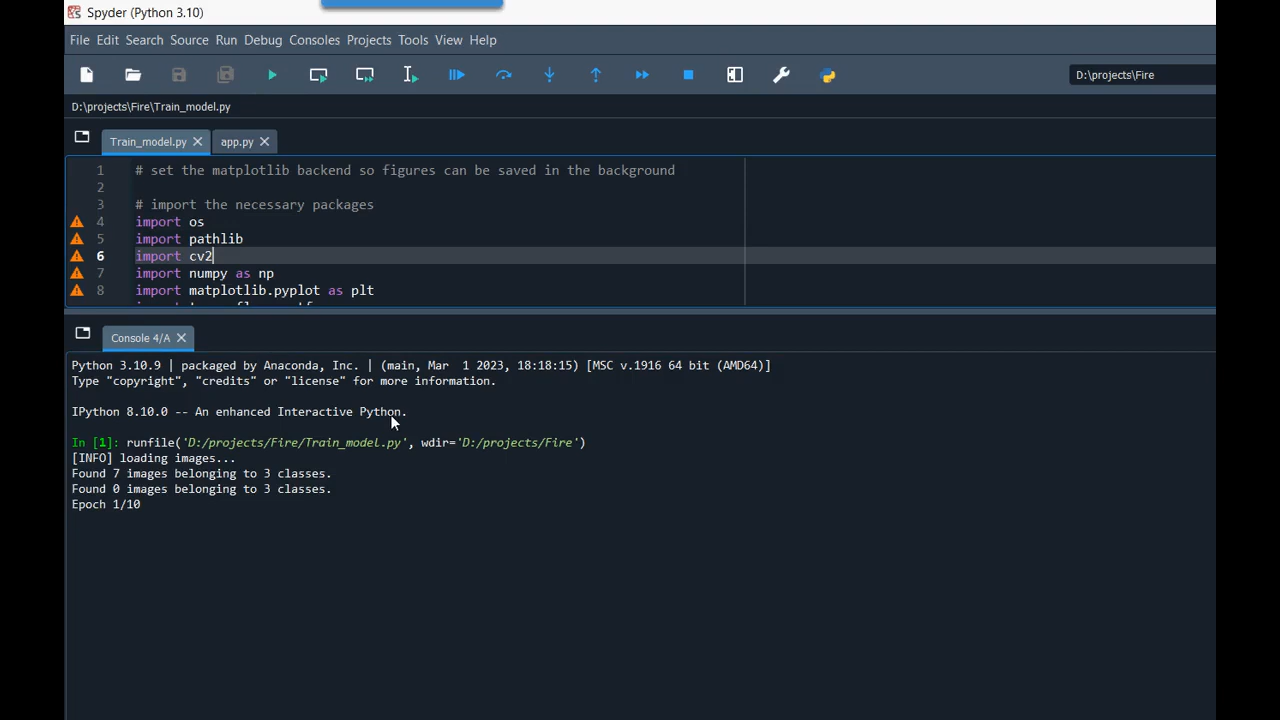 Spyder (Python 3.10)
File Edit Search Source Run Debug Consoles Projects Tools View Help
D:\projects\Fire
D:\projects\Fire\Train_model.py
Train_model.py app.py
1 # set the matplotlib backend so figures can be saved in the background
2
3 # import the necessary packages
4 import os
5 import pathlib
6 import cv2
7 import numpy as np
8 import matplotlib.pyplot as plt
Console 4/A
Python 3.10.9 | packaged by Anaconda, Inc. | (main, Mar  1 2023, 18:18:15) [MSC v.1916 64 bit (AMD64)]
Type "copyright", "credits" or "license" for more information.
IPython 8.10.0 -- An enhanced Interactive Python.
In [1]: runfile('D:/projects/Fire/Train_model.py', wdir='D:/projects/Fire')
[INFO] loading images...
Found 7 images belonging to 3 classes.
Found 0 images belonging to 3 classes.
Epoch 1/10